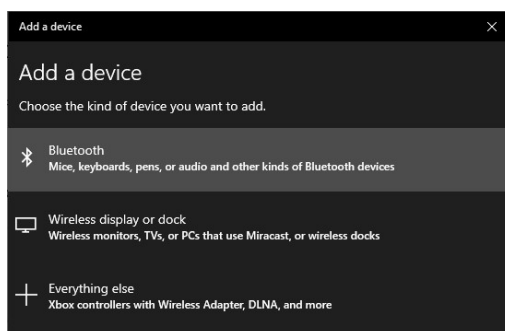 Add a device
Add a device
Choose the kind of device you want to add.
Bluetooth
Mice, keyboards, pens, or audio and other kinds of Bluetooth devices
Wireless display or dock
Wireless monitors, TVs, or PCs that use Miracast, or wireless docks
Everything else
Xbox controllers with Wireless Adapter, DLNA, and more